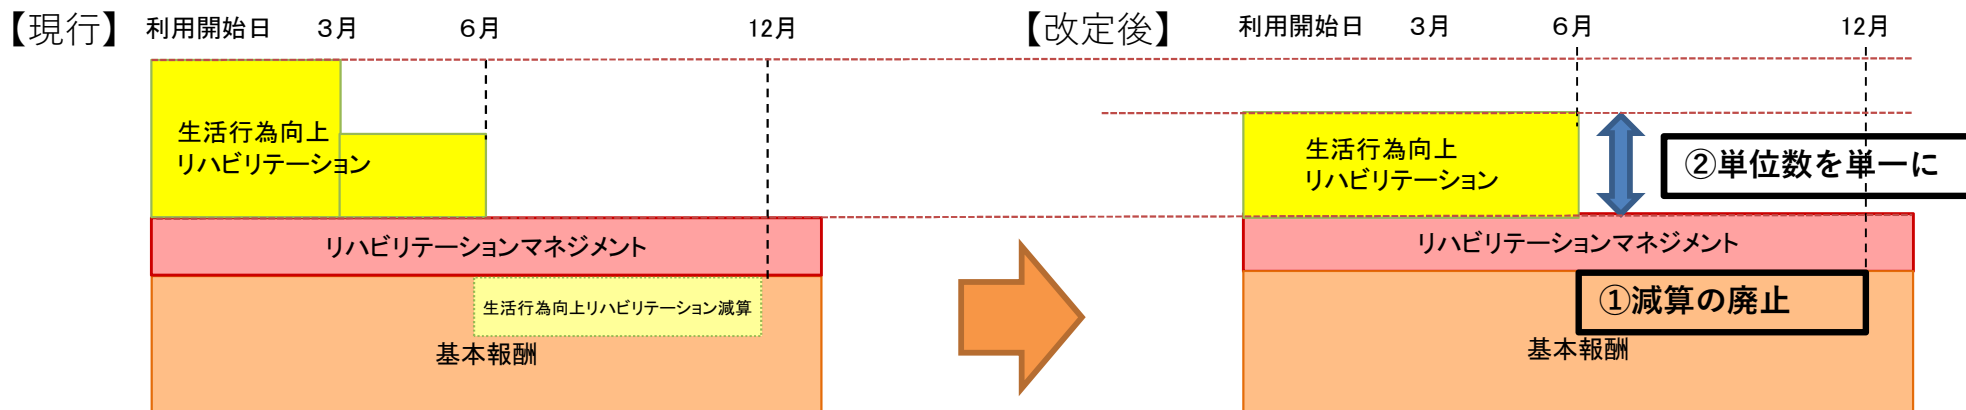 【現行】 利用開始日 3月 6月 12月
生活行為向上
リハビリテーション
リハビリテーションマネジメント
生活行為向上リハビリテーション減算
基本報酬
【改定後】 利用開始日 3月 6月 12月
生活行為向上
リハビリテーション
②単位数を単一に
リハビリテーションマネジメント
①減算の廃止
基本報酬